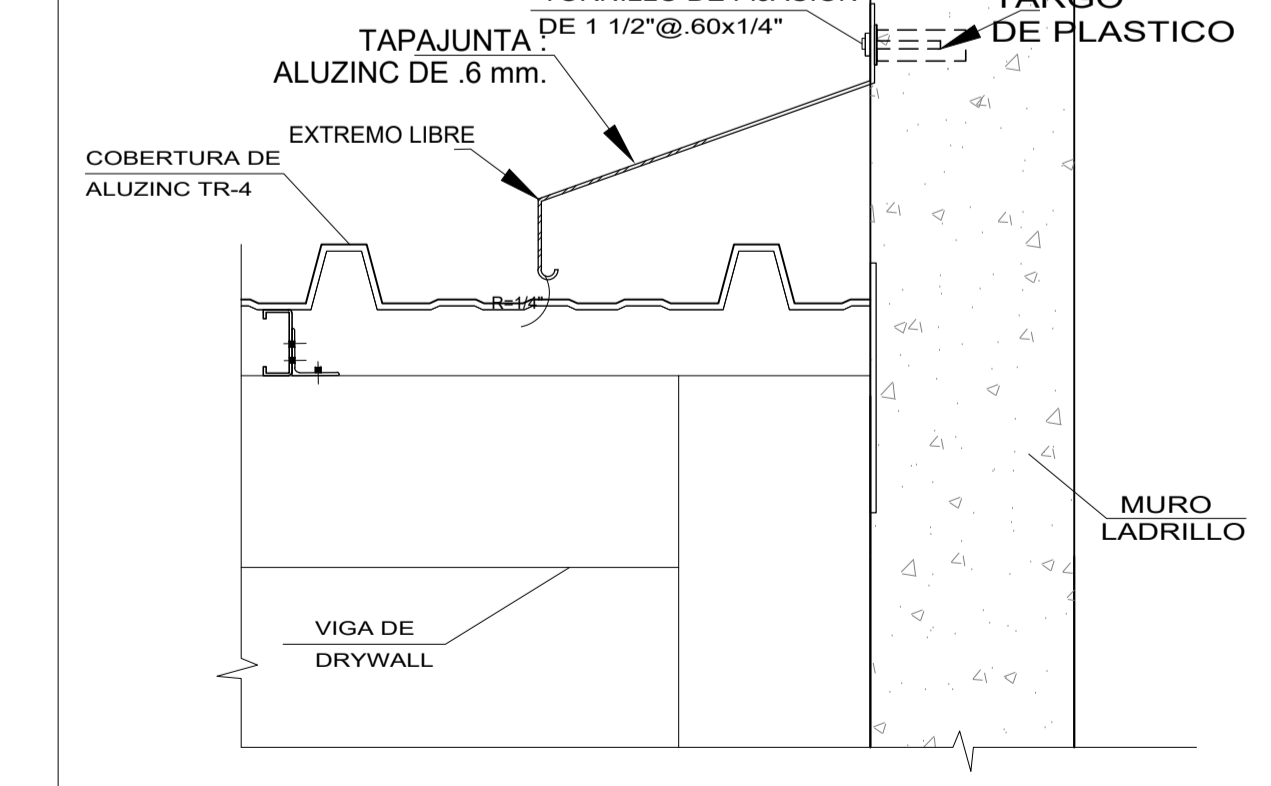 DE 1 1/2"@.60x1/4"
DE PLASTICO
TAPAJUNTA :
ALUZINC DE .6 mm.
EXTREMO LIBRE
COBERTURA DE
ALUZINC TR-4
R=1/4"
MURO
LADRILLO
VIGA DE
DRYWALL